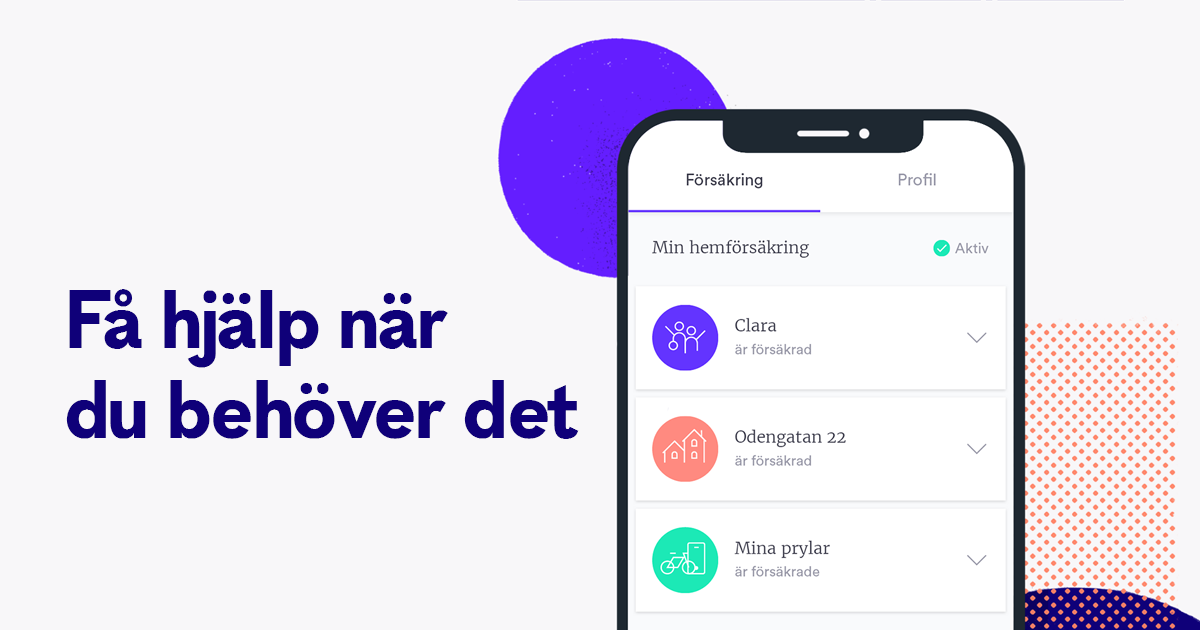 Få hjälp när
du behöver det
Försäkring
Profil
Min hemförsäkring
Aktiv
Clara
är försäkrad
Odengatan 22
är försäkrad
Mina prylar
är försäkrade